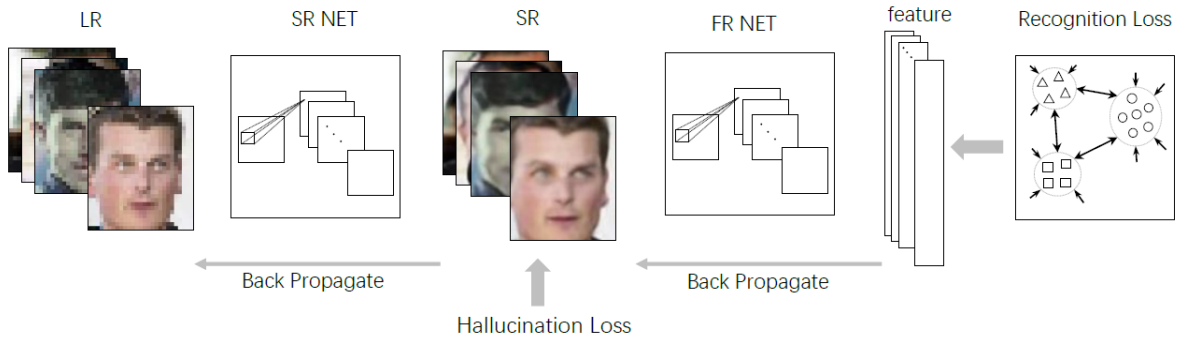 LR
SR NET
SR
FR NET
feature
Recognition Loss
Back Propagate
Back Propagate
Hallucination Loss